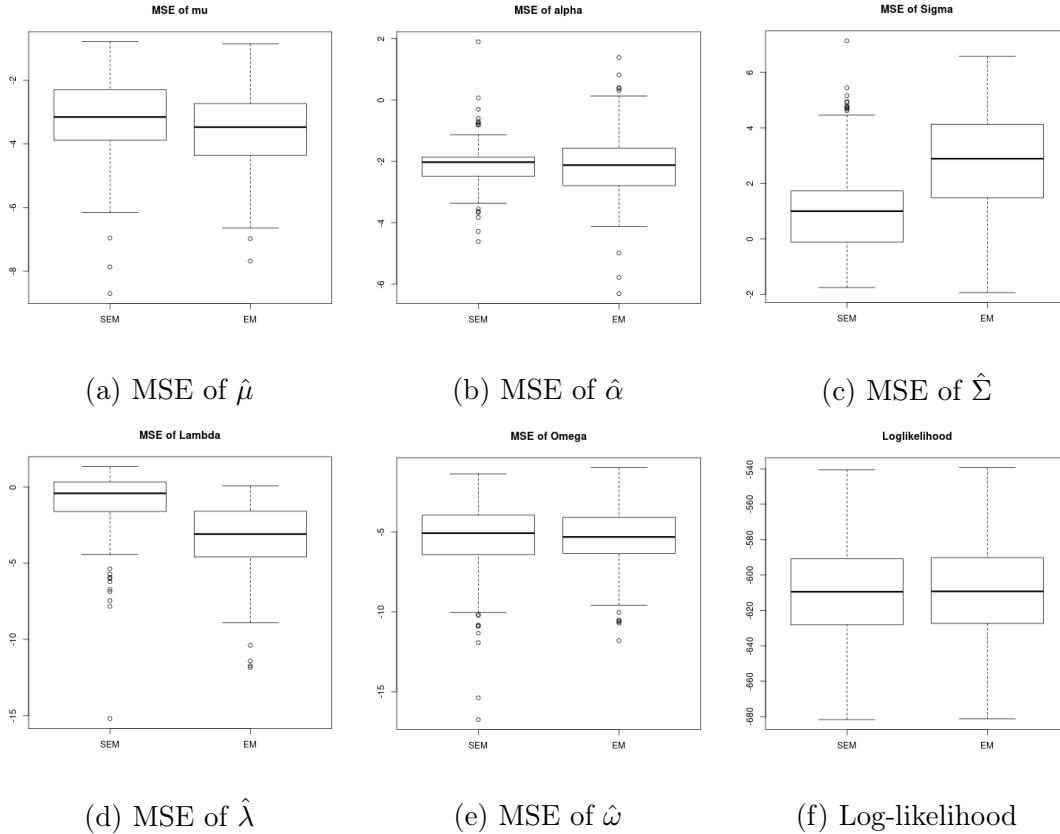 MSE of mu
-2
-4
-6
-8
SEM
EM
(a) MSE of μ̂
MSE of alpha
2
0
-2
-4
-6
SEM
EM
(b) MSE of α̂
MSE of Sigma
6
4
2
0
-2
SEM
EM
(c) MSE of Σ̂
MSE of Lambda
0
-5
-10
-15
SEM
EM
(d) MSE of λ̂
MSE of Omega
-5
-10
-15
SEM
EM
(e) MSE of ω̂
Loglikelihood
-540
-560
-580
-600
-620
-640
-660
-680
SEM
EM
(f) Log-likelihood